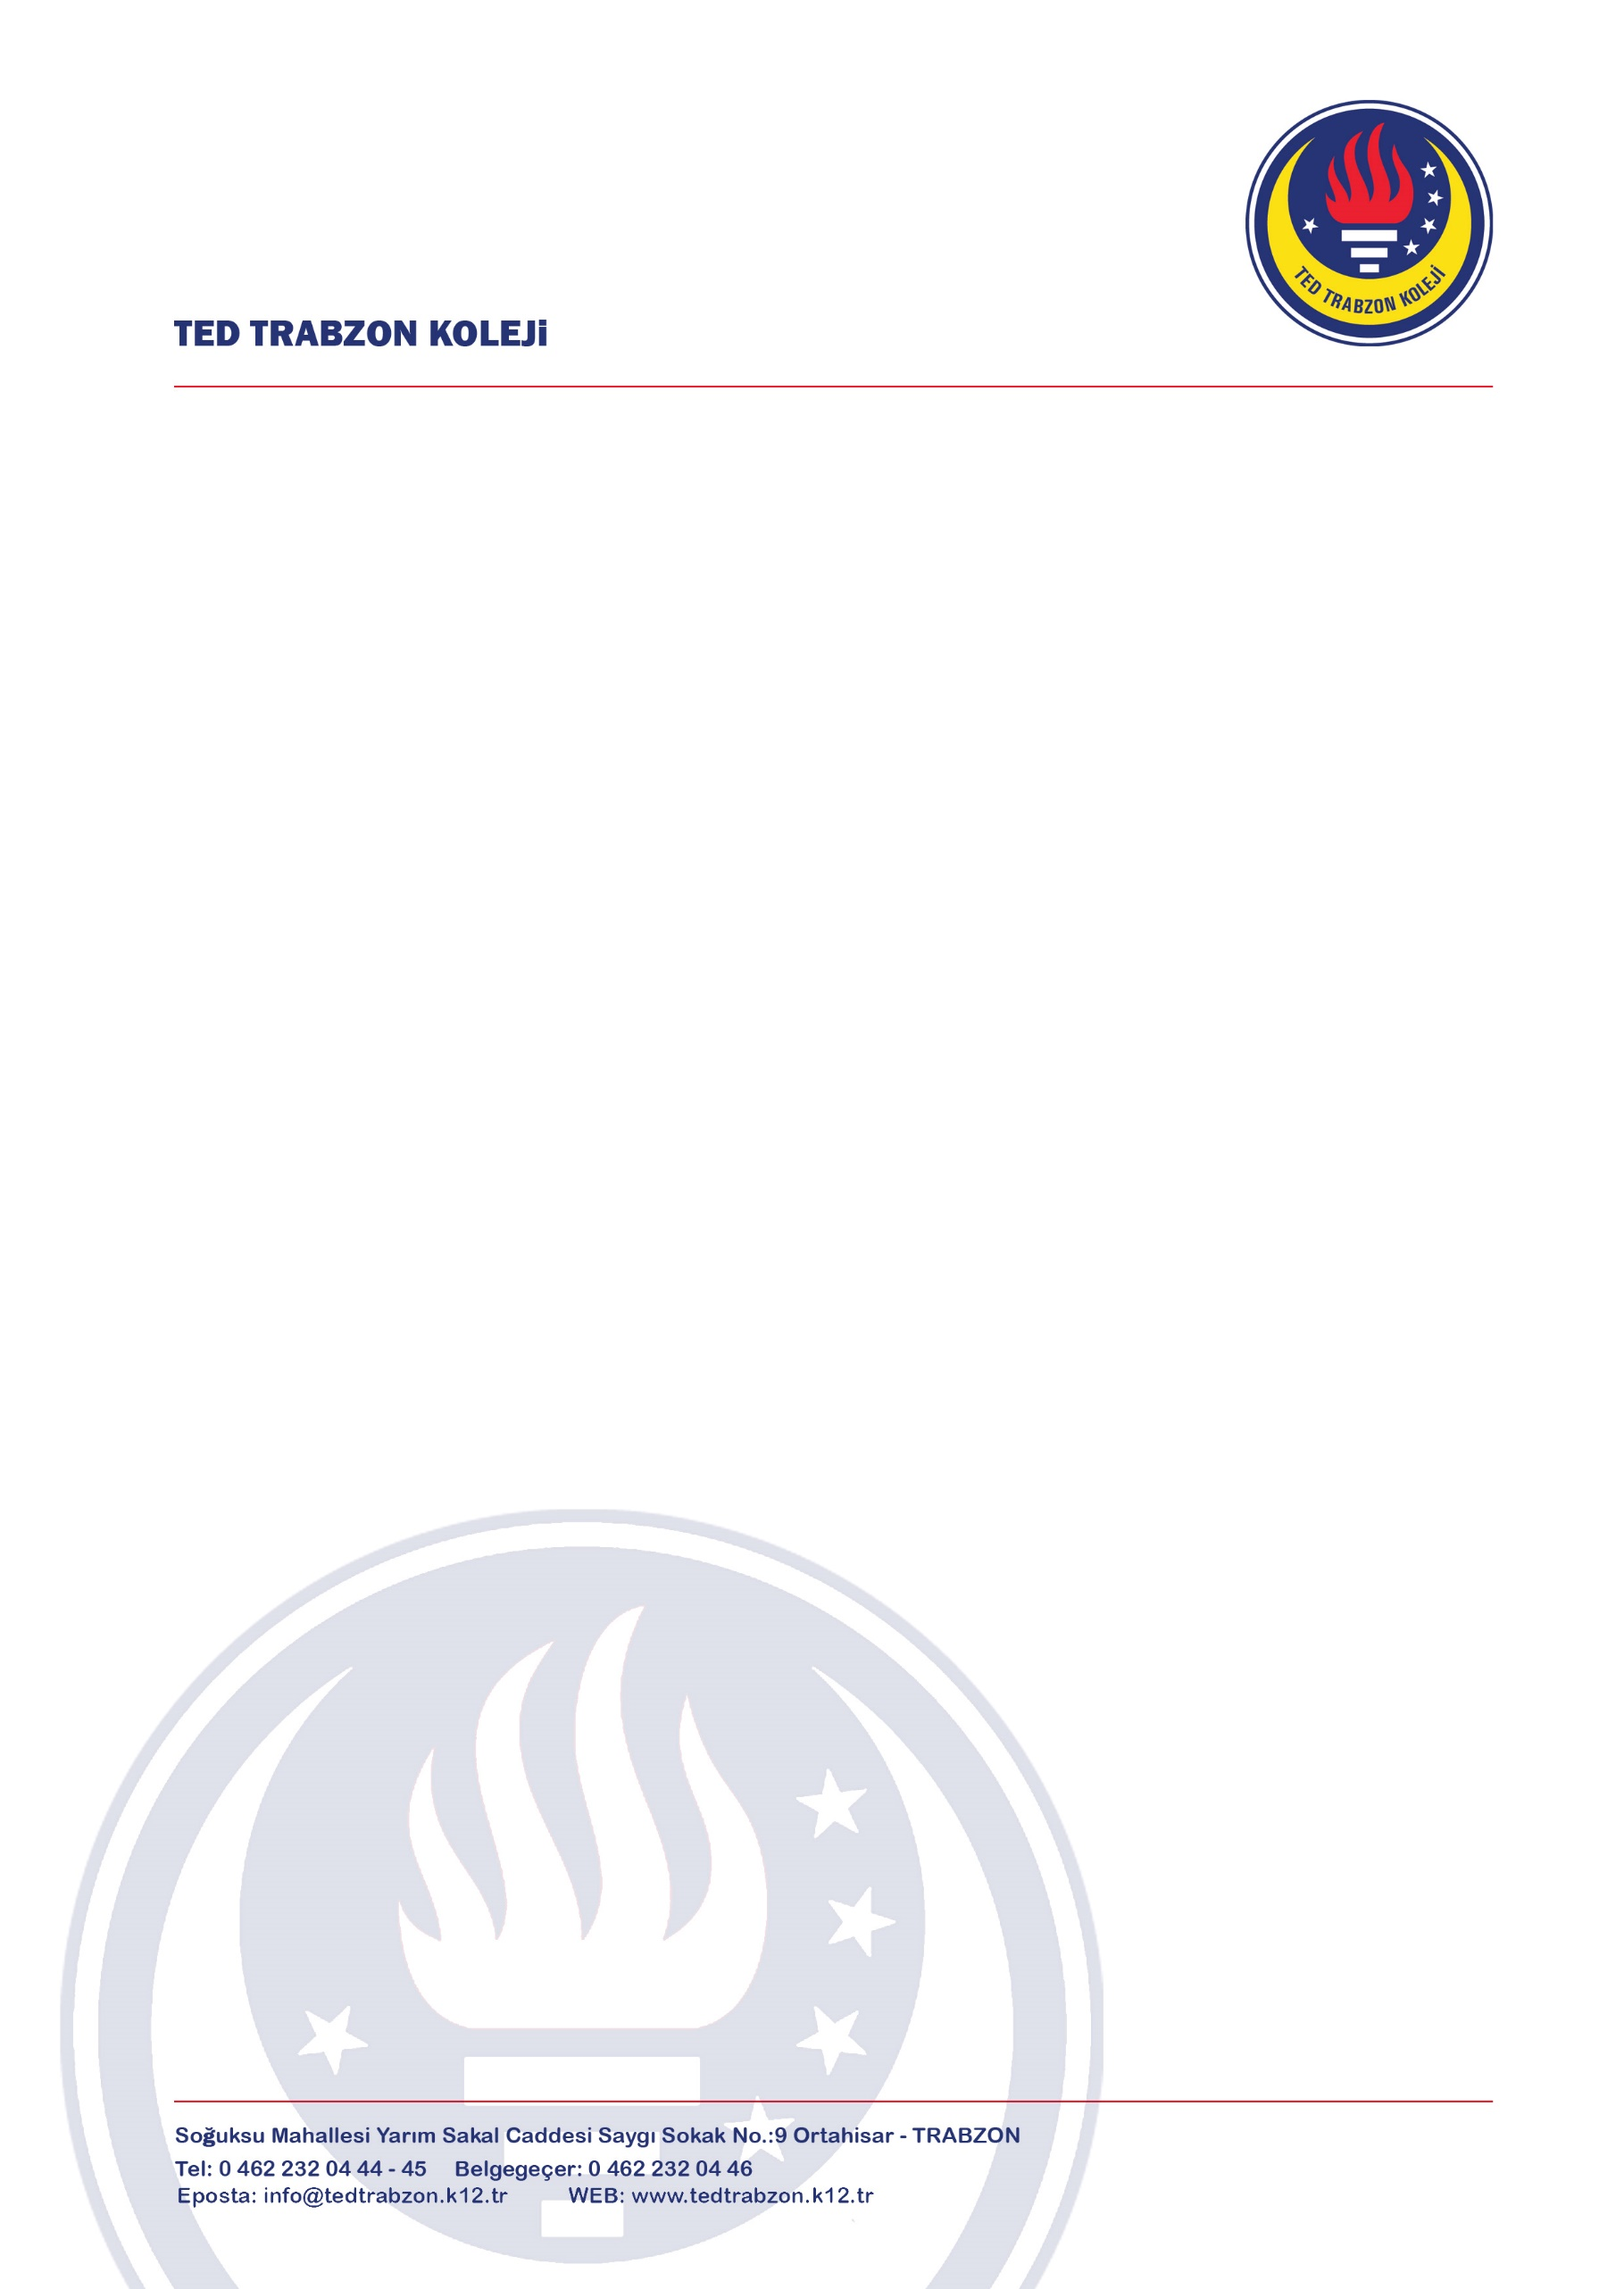 TED TRABZON KOLEJİ
TED TRABZON KOLEJİ
Soğuksu Mahallesi Yarım Sakal Caddesi Saygı Sokak No.:9 Ortahisar - TRABZON
Tel: 0 462 232 04 44 - 45 Belgegeçer: 0 462 232 04 46
Eposta: info@tedtrabzon.k12.tr WEB: www.tedtrabzon.k12.tr